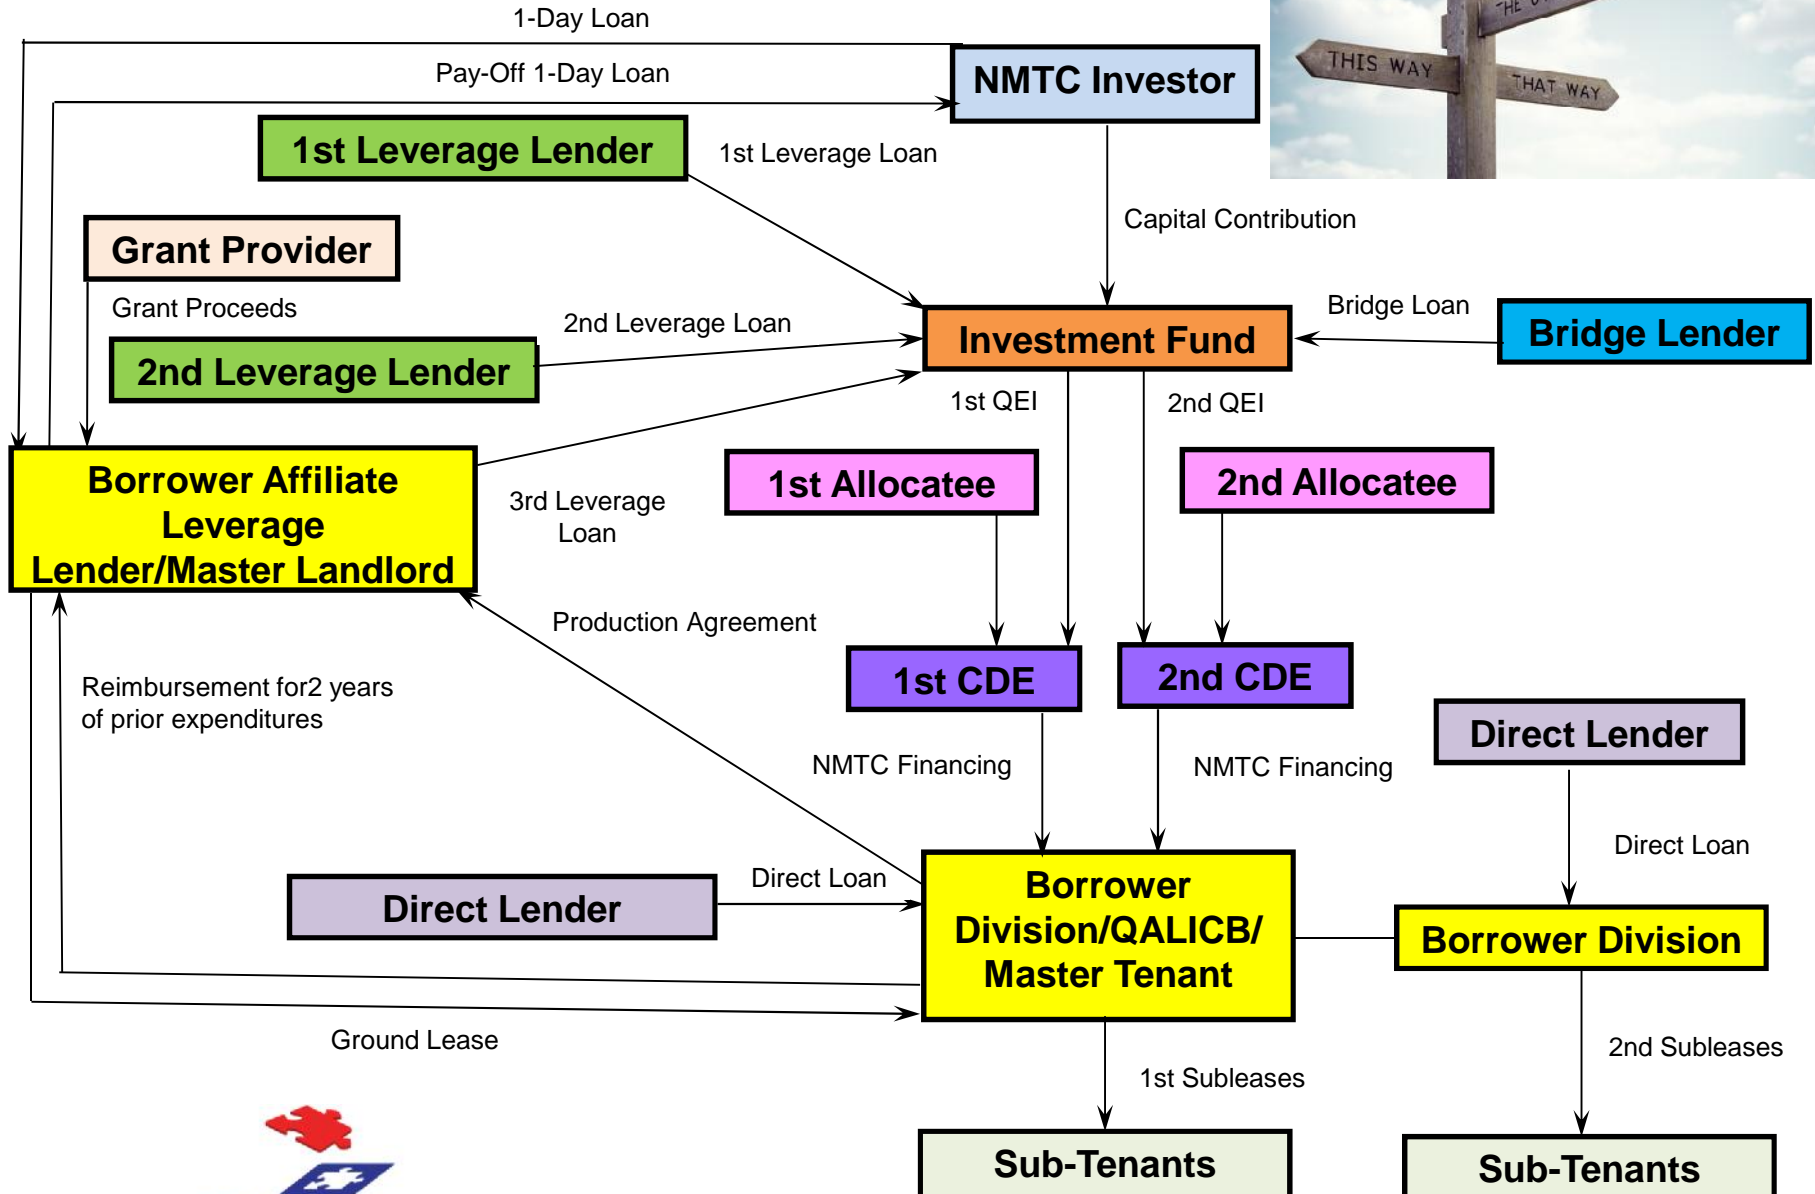 1-Day Loan
THE O
THIS WAY
THAT WAY
Pay-Off 1-Day Loan
NMTC Investor
1st Leverage Lender
1st Leverage Loan
Capital Contribution
Grant Provider
Grant Proceeds
2nd Leverage Loan
Bridge Loan
Investment Fund
Bridge Lender
2nd Leverage Lender
1st QEI
2nd QEI
Borrower Affiliate
Leverage
Lender/Master Landlord
3rd Leverage
Loan
1st Allocatee
2nd Allocatee
Production Agreement
1st CDE
2nd CDE
Reimbursement for2 years
of prior expenditures
Direct Lender
NMTC Financing
NMTC Financing
Direct Loan
Direct Lender
Direct Loan
Borrower
Division/QALICB/
Master Tenant
Borrower Division
Ground Lease
1st Subleases
2nd Subleases
Sub-Tenants
Sub-Tenants